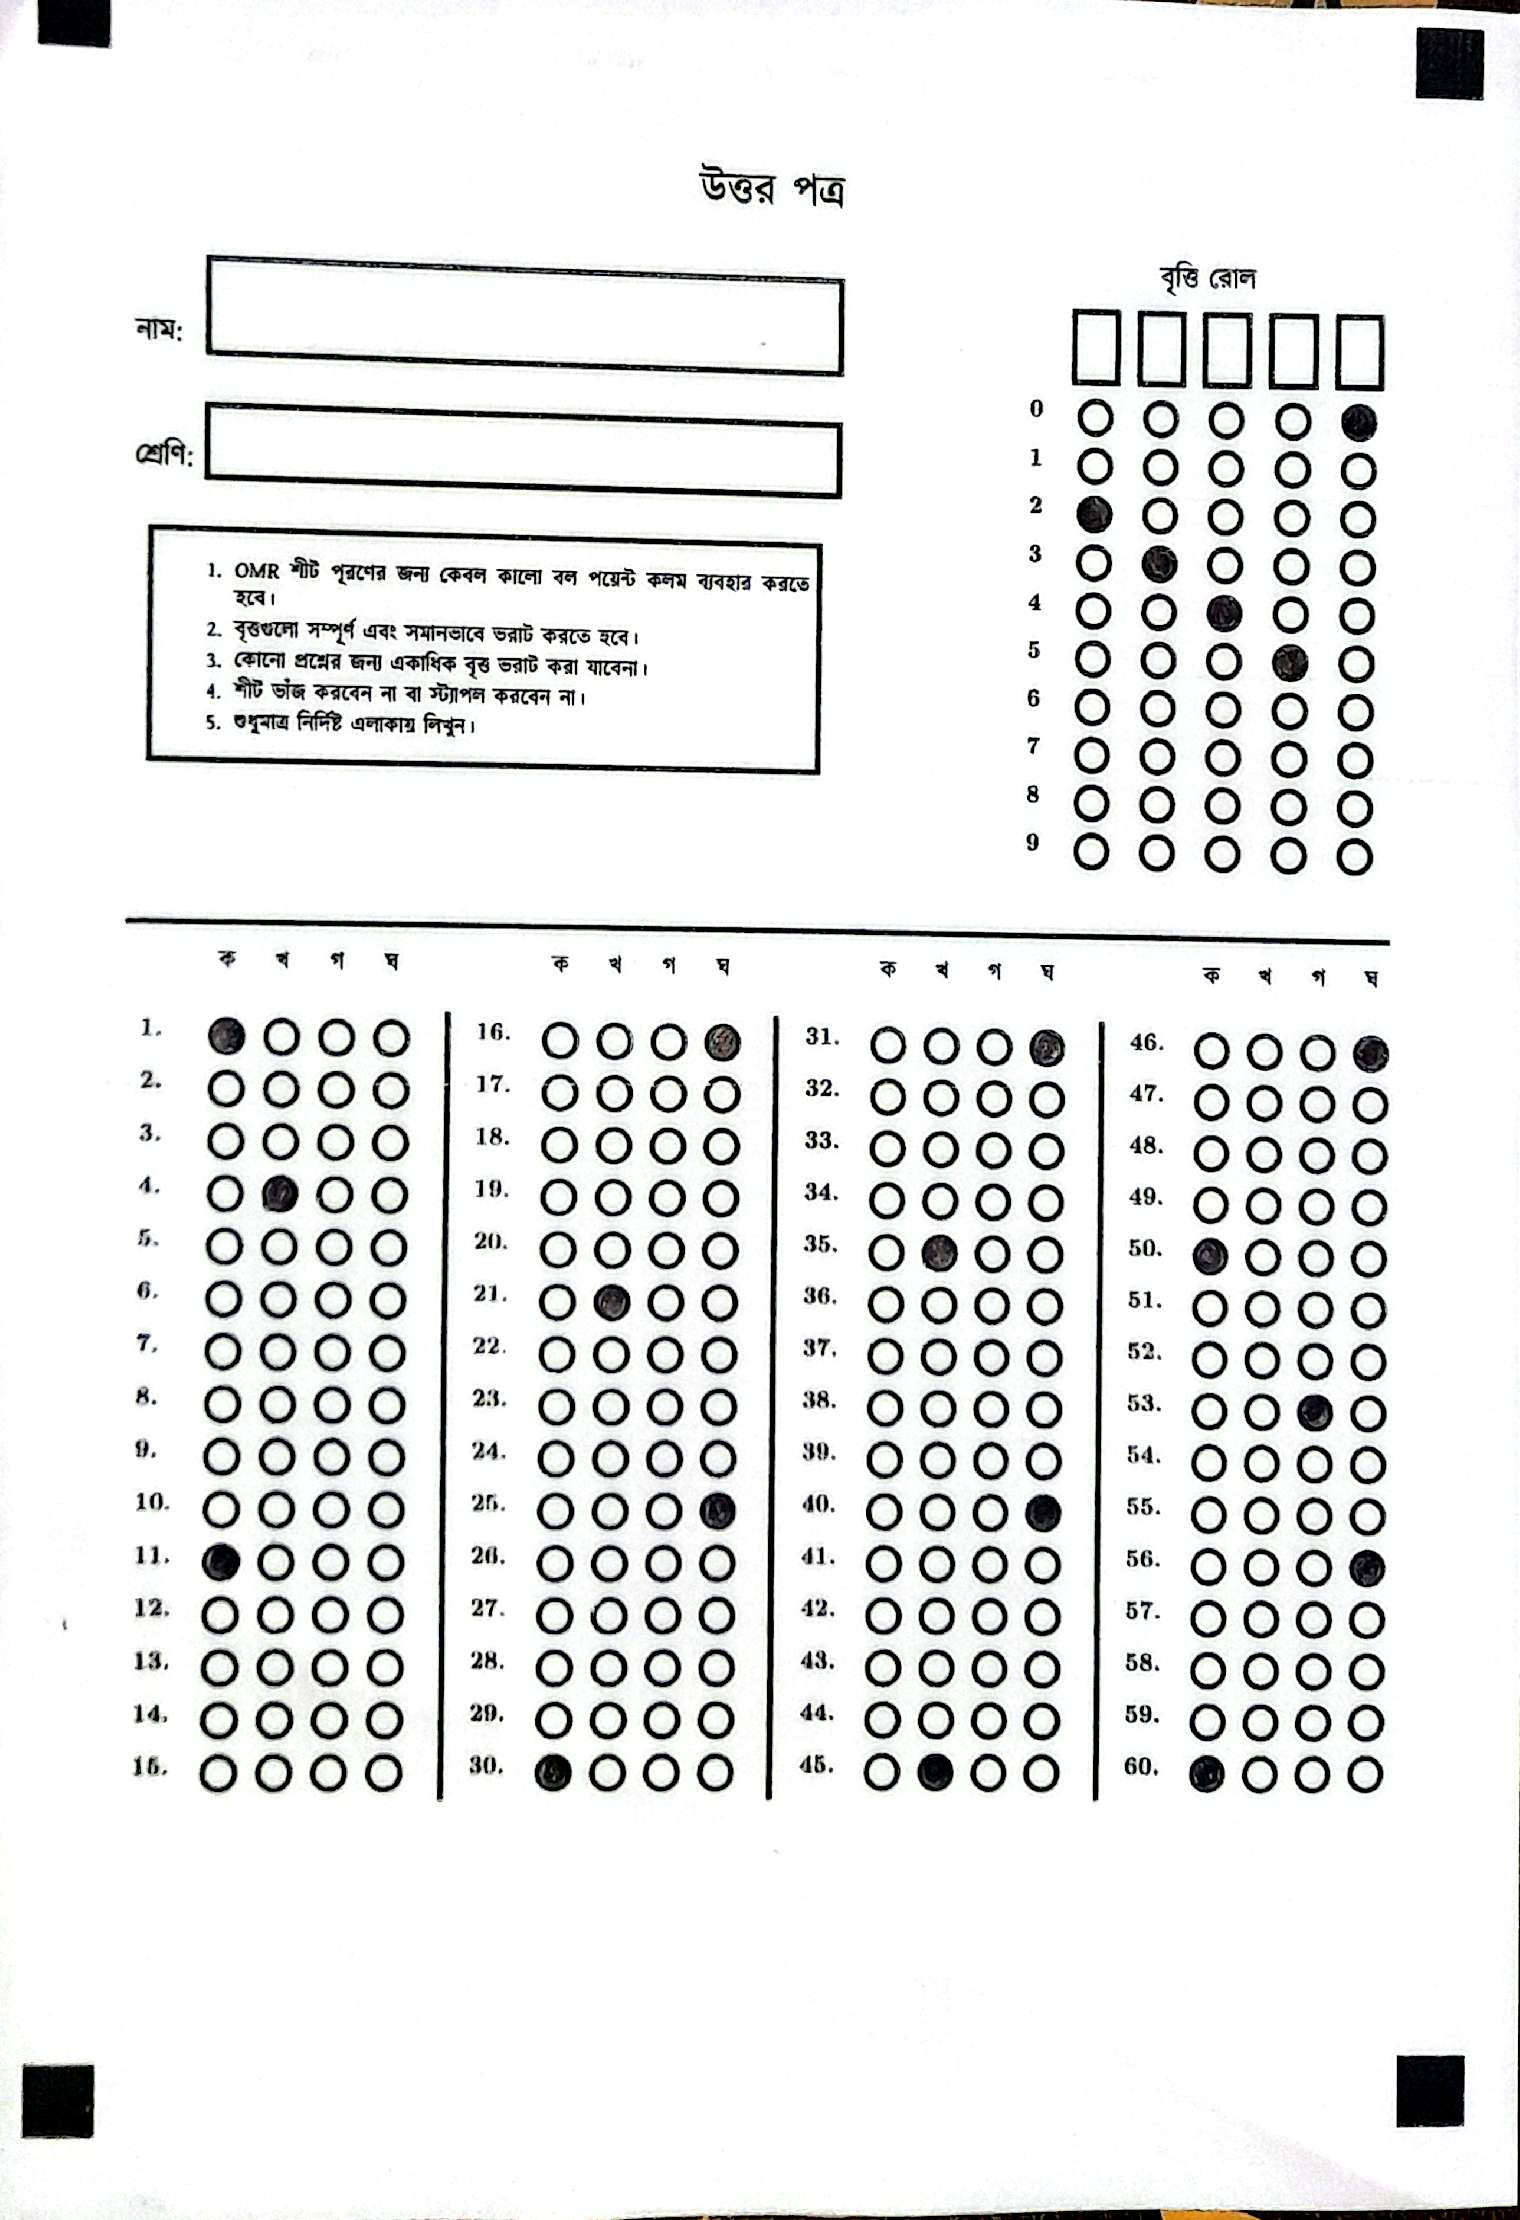 উত্তর পত্র
নাম:
শ্রেণি:
1. OMR শীট পূরণের জন্য কেবল কালো বল পয়েন্ট কলম ব্যবহার করতে
হবে।
2. বৃত্তগুলো সম্পূর্ণ এবং সমানভাবে ভরাট করতে হবে।
3. কোনো প্রশ্নের জন্য একাধিক বৃত্ত ভরাট করা যাবেনা।
4. শীট ভাঁজ করবেন না বা স্ট্যাপল করবেন না।
5. শুধুমাত্র নির্দিষ্ট এলাকায় লিখুন।
বৃত্তি রোল
0
1
2
3
4
5
6
7
8
9
ক খ গ ঘ ক খ গ ঘ ক খ গ ঘ ক খ গ ঘ
1. 16. 31. 46.
2. 17. 32. 47.
3. 18. 33. 48.
4. 19. 34. 49.
5. 20. 35. 50.
6. 21. 36. 51.
7. 22. 37. 52.
8. 23. 38. 53.
9. 24. 39. 54.
10. 25. 40. 55.
11. 26. 41. 56.
12. 27. 42. 57.
13. 28. 43. 58.
14. 29. 44. 59.
15. 30. 45. 60.